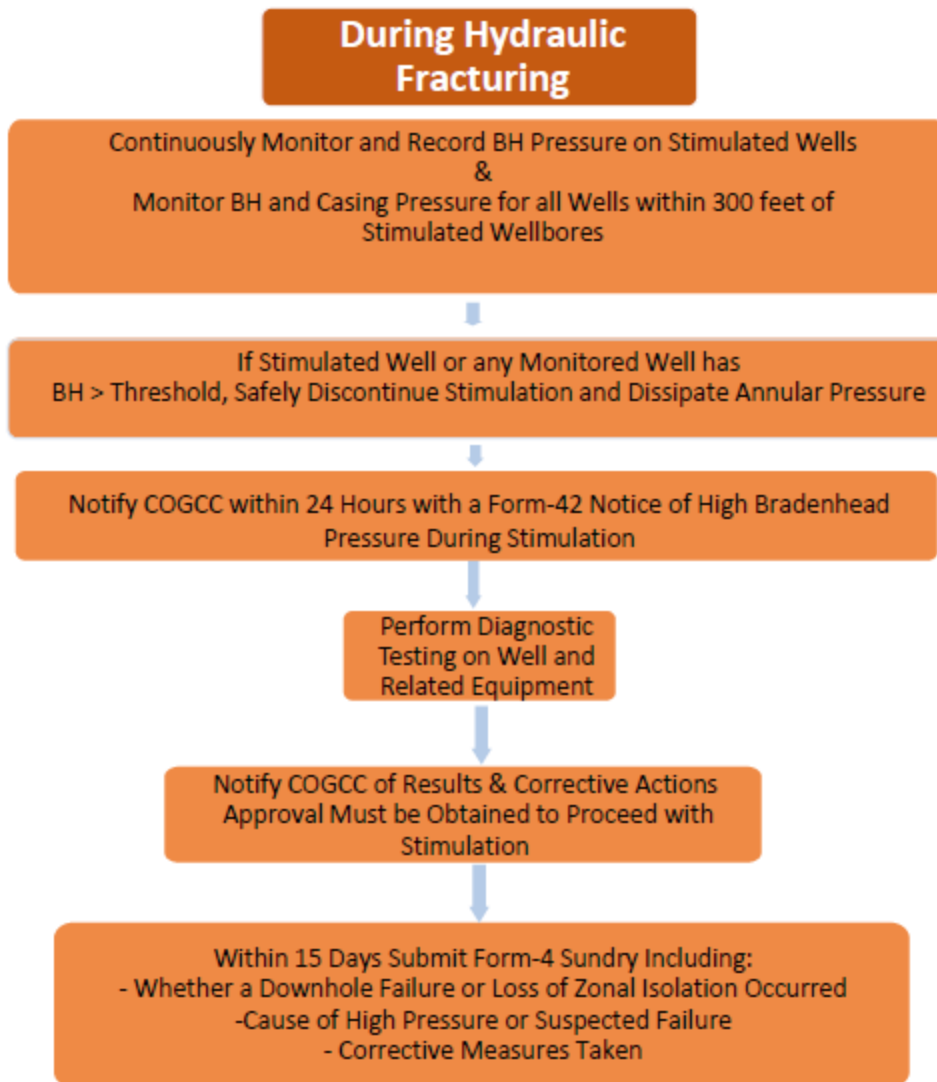 During Hydraulic
Fracturing
Continuously Monitor and Record BH Pressure on Stimulated Wells
&
Monitor BH and Casing Pressure for all Wells within 300 feet of
Stimulated Wellbores
If Stimulated Well or any Monitored Well has
BH > Threshold, Safely Discontinue Stimulation and Dissipate Annular Pressure
Notify COGCC within 24 Hours with a Form-42 Notice of High Bradenhead
Pressure During Stimulation
Perform Diagnostic
Testing on Well and
Related Equipment
Notify COGCC of Results & Corrective Actions
Approval Must be Obtained to Proceed with
Stimulation
Within 15 Days Submit Form-4 Sundry Including:
- Whether a Downhole Failure or Loss of Zonal Isolation Occurred
-Cause of High Pressure or Suspected Failure
- Corrective Measures Taken